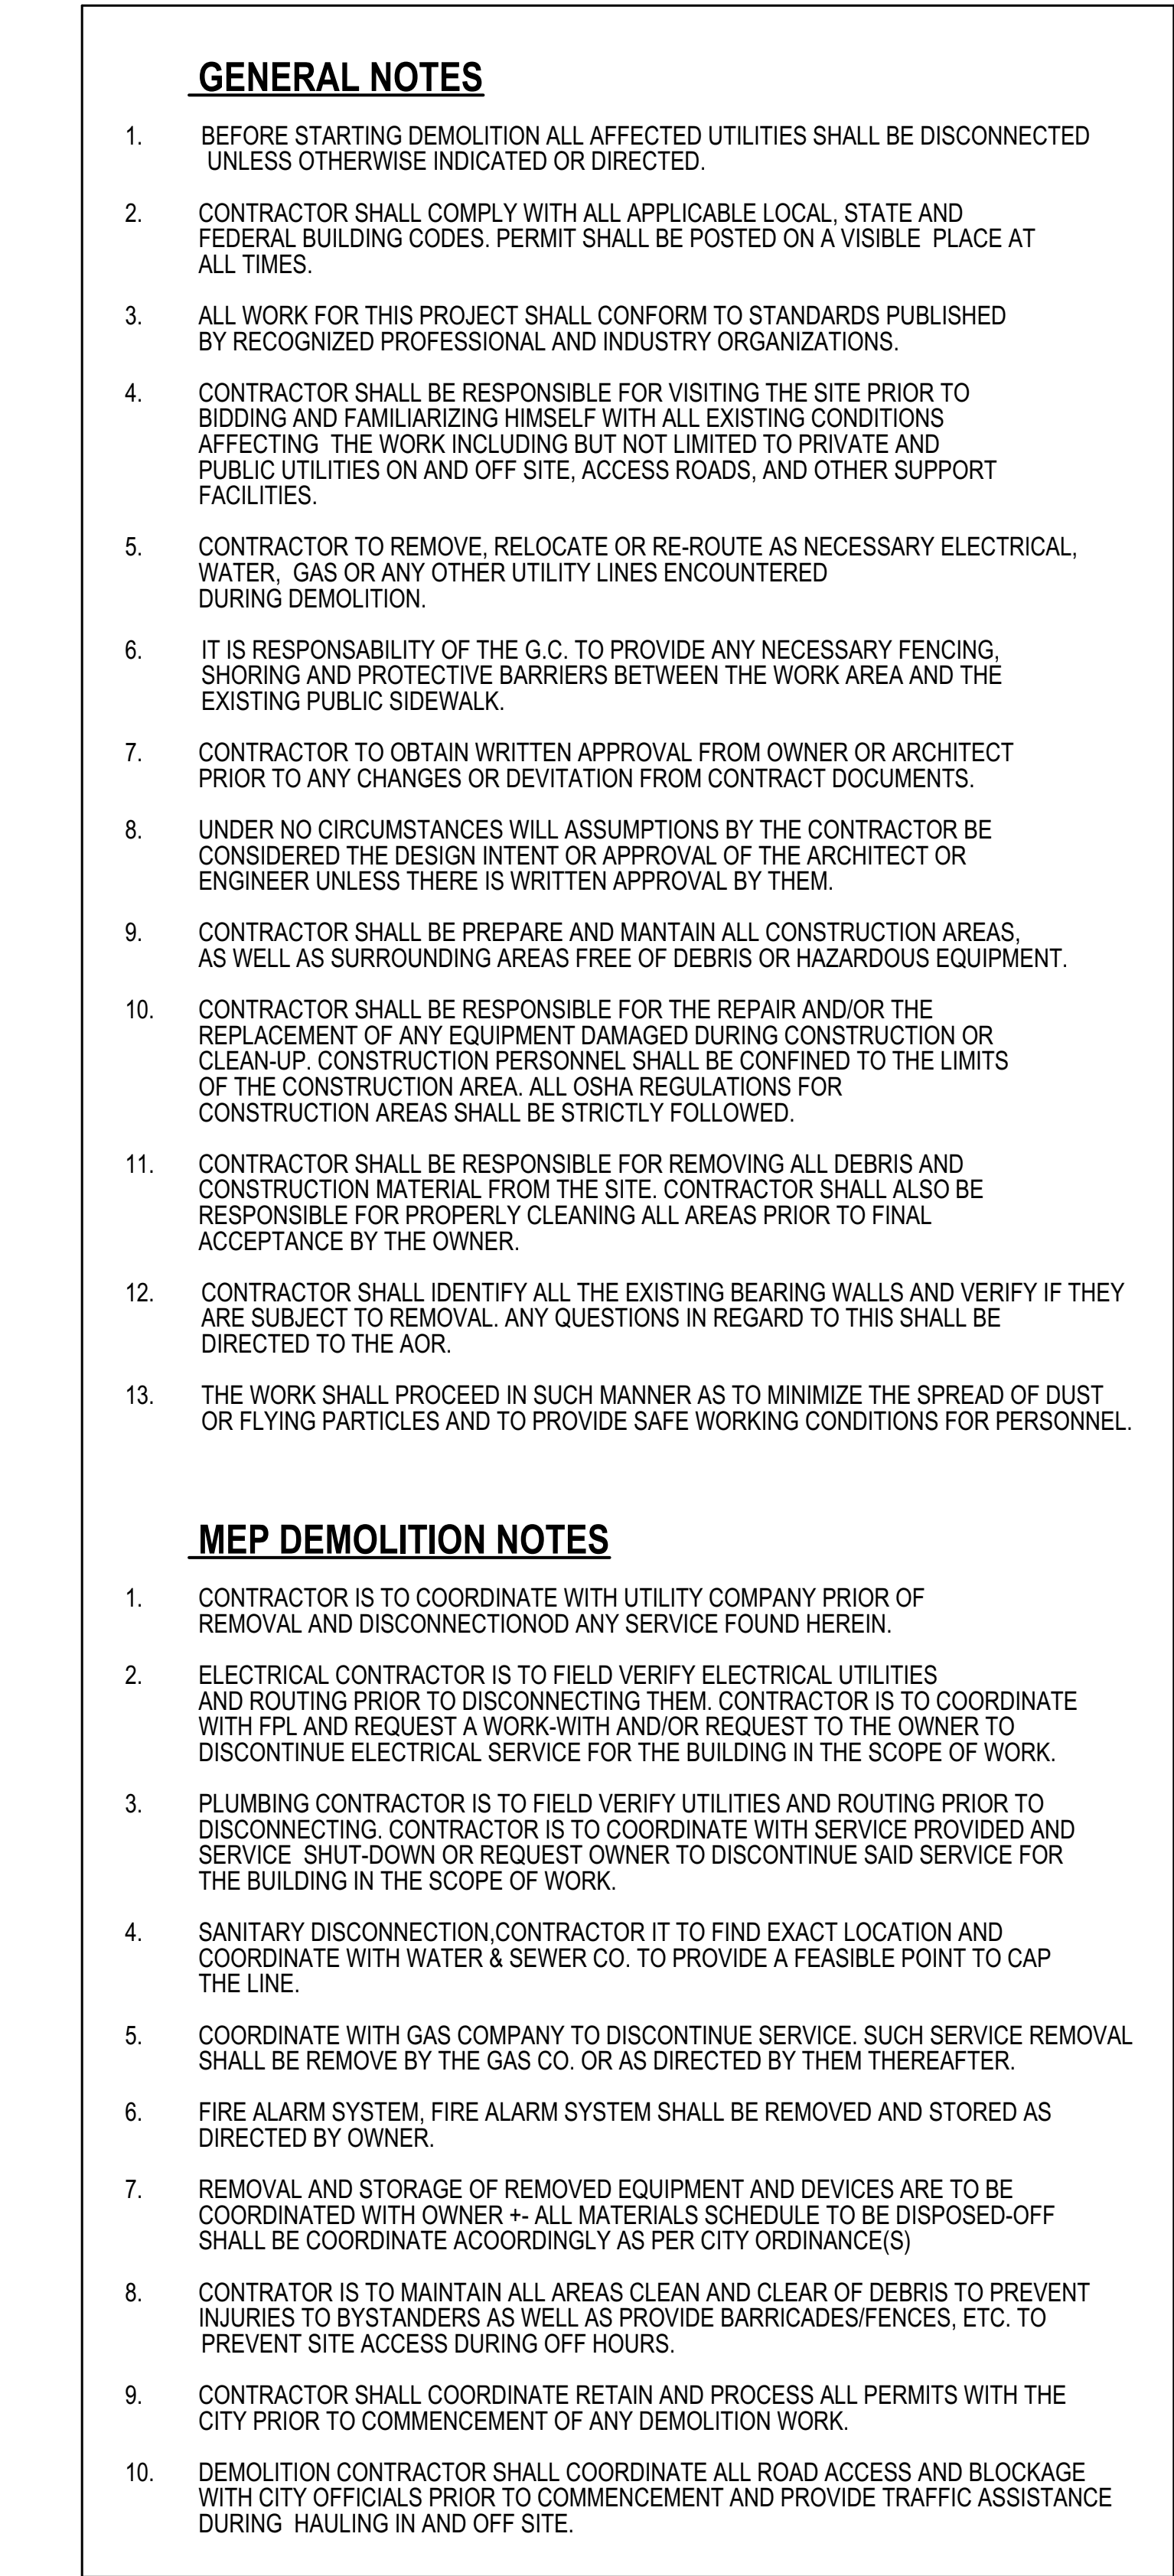 GENERAL NOTES
1. BEFORE STARTING DEMOLITION ALL AFFECTED UTILITIES SHALL BE DISCONNECTED
UNLESS OTHERWISE INDICATED OR DIRECTED.
2. CONTRACTOR SHALL COMPLY WITH ALL APPLICABLE LOCAL, STATE AND
FEDERAL BUILDING CODES. PERMIT SHALL BE POSTED ON A VISIBLE PLACE AT
ALL TIMES.
3. ALL WORK FOR THIS PROJECT SHALL CONFORM TO STANDARDS PUBLISHED
BY RECOGNIZED PROFESSIONAL AND INDUSTRY ORGANIZATIONS.
4. CONTRACTOR SHALL BE RESPONSIBLE FOR VISITING THE SITE PRIOR TO
BIDDING AND FAMILIARIZING HIMSELF WITH ALL EXISTING CONDITIONS
AFFECTING THE WORK INCLUDING BUT NOT LIMITED TO PRIVATE AND
PUBLIC UTILITIES ON AND OFF SITE, ACCESS ROADS, AND OTHER SUPPORT
FACILITIES.
5. CONTRACTOR TO REMOVE, RELOCATE OR RE-ROUTE AS NECESSARY ELECTRICAL,
WATER, GAS OR ANY OTHER UTILITY LINES ENCOUNTERED
DURING DEMOLITION.
6. IT IS RESPONSABILITY OF THE G.C. TO PROVIDE ANY NECESSARY FENCING,
SHORING AND PROTECTIVE BARRIERS BETWEEN THE WORK AREA AND THE
EXISTING PUBLIC SIDEWALK.
7. CONTRACTOR TO OBTAIN WRITTEN APPROVAL FROM OWNER OR ARCHITECT
PRIOR TO ANY CHANGES OR DEVITATION FROM CONTRACT DOCUMENTS.
8. UNDER NO CIRCUMSTANCES WILL ASSUMPTIONS BY THE CONTRACTOR BE
CONSIDERED THE DESIGN INTENT OR APPROVAL OF THE ARCHITECT OR
ENGINEER UNLESS THERE IS WRITTEN APPROVAL BY THEM.
9. CONTRACTOR SHALL BE PREPARE AND MANTAIN ALL CONSTRUCTION AREAS,
AS WELL AS SURROUNDING AREAS FREE OF DEBRIS OR HAZARDOUS EQUIPMENT.
10. CONTRACTOR SHALL BE RESPONSIBLE FOR THE REPAIR AND/OR THE
REPLACEMENT OF ANY EQUIPMENT DAMAGED DURING CONSTRUCTION OR
CLEAN-UP. CONSTRUCTION PERSONNEL SHALL BE CONFINED TO THE LIMITS
OF THE CONSTRUCTION AREA. ALL OSHA REGULATIONS FOR
CONSTRUCTION AREAS SHALL BE STRICTLY FOLLOWED.
11. CONTRACTOR SHALL BE RESPONSIBLE FOR REMOVING ALL DEBRIS AND
CONSTRUCTION MATERIAL FROM THE SITE. CONTRACTOR SHALL ALSO BE
RESPONSIBLE FOR PROPERLY CLEANING ALL AREAS PRIOR TO FINAL
ACCEPTANCE BY THE OWNER.
12. CONTRACTOR SHALL IDENTIFY ALL THE EXISTING BEARING WALLS AND VERIFY IF THEY
ARE SUBJECT TO REMOVAL. ANY QUESTIONS IN REGARD TO THIS SHALL BE
DIRECTED TO THE AOR.
13. THE WORK SHALL PROCEED IN SUCH MANNER AS TO MINIMIZE THE SPREAD OF DUST
OR FLYING PARTICLES AND TO PROVIDE SAFE WORKING CONDITIONS FOR PERSONNEL.
MEP DEMOLITION NOTES
1. CONTRACTOR IS TO COORDINATE WITH UTILITY COMPANY PRIOR OF
REMOVAL AND DISCONNECTIONOD ANY SERVICE FOUND HEREIN.
2. ELECTRICAL CONTRACTOR IS TO FIELD VERIFY ELECTRICAL UTILITIES
AND ROUTING PRIOR TO DISCONNECTING THEM. CONTRACTOR IS TO COORDINATE
WITH FPL AND REQUEST A WORK-WITH AND/OR REQUEST TO THE OWNER TO
DISCONTINUE ELECTRICAL SERVICE FOR THE BUILDING IN THE SCOPE OF WORK.
3. PLUMBING CONTRACTOR IS TO FIELD VERIFY UTILITIES AND ROUTING PRIOR TO
DISCONNECTING. CONTRACTOR IS TO COORDINATE WITH SERVICE PROVIDED AND
SERVICE SHUT-DOWN OR REQUEST OWNER TO DISCONTINUE SAID SERVICE FOR
THE BUILDING IN THE SCOPE OF WORK.
4. SANITARY DISCONNECTION,CONTRACTOR IT TO FIND EXACT LOCATION AND
COORDINATE WITH WATER & SEWER CO. TO PROVIDE A FEASIBLE POINT TO CAP
THE LINE.
5. COORDINATE WITH GAS COMPANY TO DISCONTINUE SERVICE. SUCH SERVICE REMOVAL
SHALL BE REMOVE BY THE GAS CO. OR AS DIRECTED BY THEM THEREAFTER.
6. FIRE ALARM SYSTEM, FIRE ALARM SYSTEM SHALL BE REMOVED AND STORED AS
DIRECTED BY OWNER.
7. REMOVAL AND STORAGE OF REMOVED EQUIPMENT AND DEVICES ARE TO BE
COORDINATED WITH OWNER +- ALL MATERIALS SCHEDULE TO BE DISPOSED-OFF
SHALL BE COORDINATE ACOORDINGLY AS PER CITY ORDINANCE(S)
8. CONTRATOR IS TO MAINTAIN ALL AREAS CLEAN AND CLEAR OF DEBRIS TO PREVENT
INJURIES TO BYSTANDERS AS WELL AS PROVIDE BARRICADES/FENCES, ETC. TO
PREVENT SITE ACCESS DURING OFF HOURS.
9. CONTRACTOR SHALL COORDINATE RETAIN AND PROCESS ALL PERMITS WITH THE
CITY PRIOR TO COMMENCEMENT OF ANY DEMOLITION WORK.
10. DEMOLITION CONTRACTOR SHALL COORDINATE ALL ROAD ACCESS AND BLOCKAGE
WITH CITY OFFICIALS PRIOR TO COMMENCEMENT AND PROVIDE TRAFFIC ASSISTANCE
DURING HAULING IN AND OFF SITE.